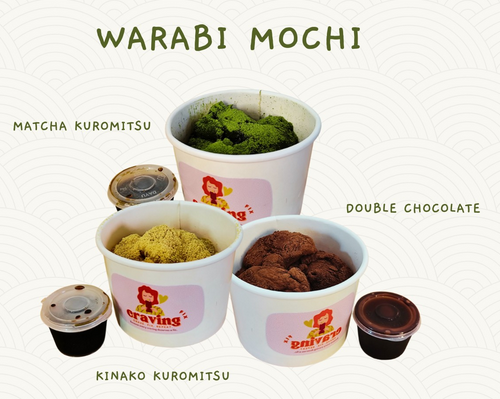 WARABI MOCHI
MATCHA KUROMITSU
DOUBLE CHOCOLATE
craving
craving
craving
KINAKO KUROMITSU